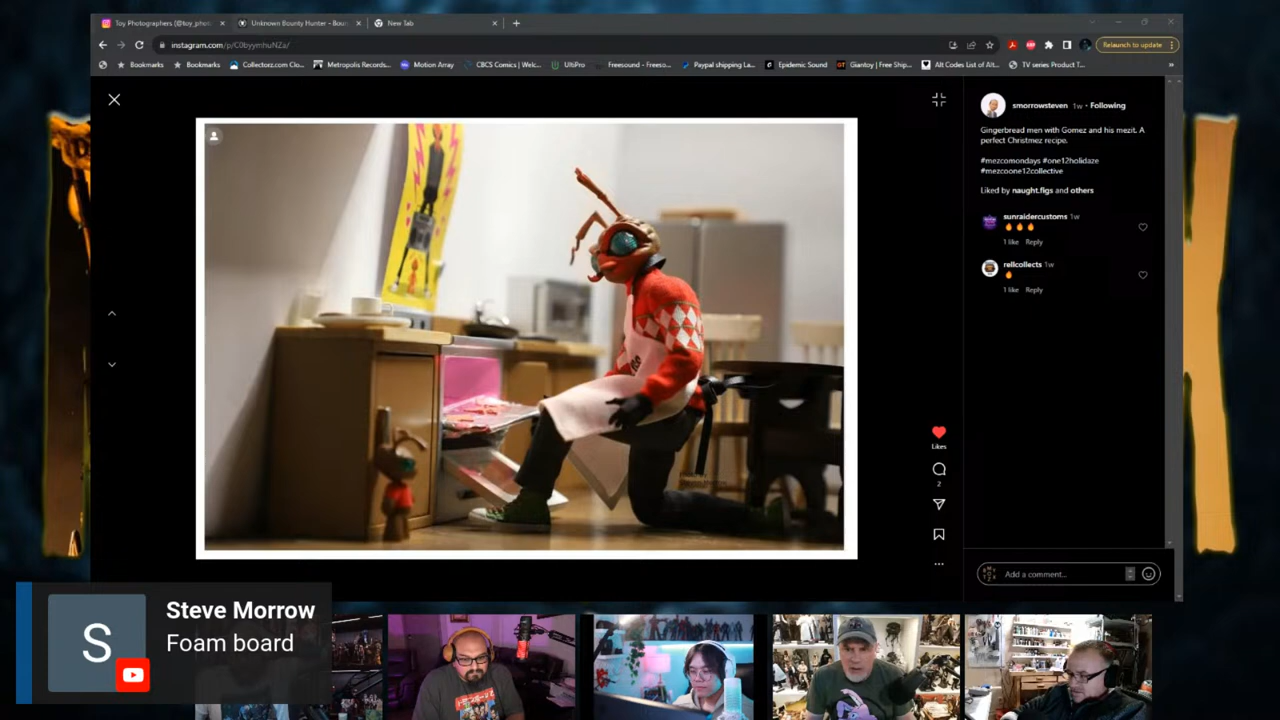 Toy Photographers (@toy_phot
Unknown Bounty Hunter - Boun
New Tab
instagram.com/p/C0byymhuNZa/
Relaunch to update
Bookmarks
Bookmarks
Collectorz.com Clo...
Metropolis Records...
Motion Array
CBCS Comics | Welc...
UltiPro
Freesound - Freeso...
Paypal shipping La...
Epidemic Sound
Giantoy | Free Ship...
Alt Codes List of Alt...
TV series Product T...
»
smorrowsteven 1w • Following
Gingerbread men with Gomez and his mezit. A
perfect Christmez recipe.
#mezcomondays #one12holidaze
#mezcoone12collective
Liked by naught.figs and others
sunraidercustoms 1w
1 like Reply
rellcollects 1w
1 like Reply
Likes
2
Add a comment...
S
Steve Morrow
Foam board